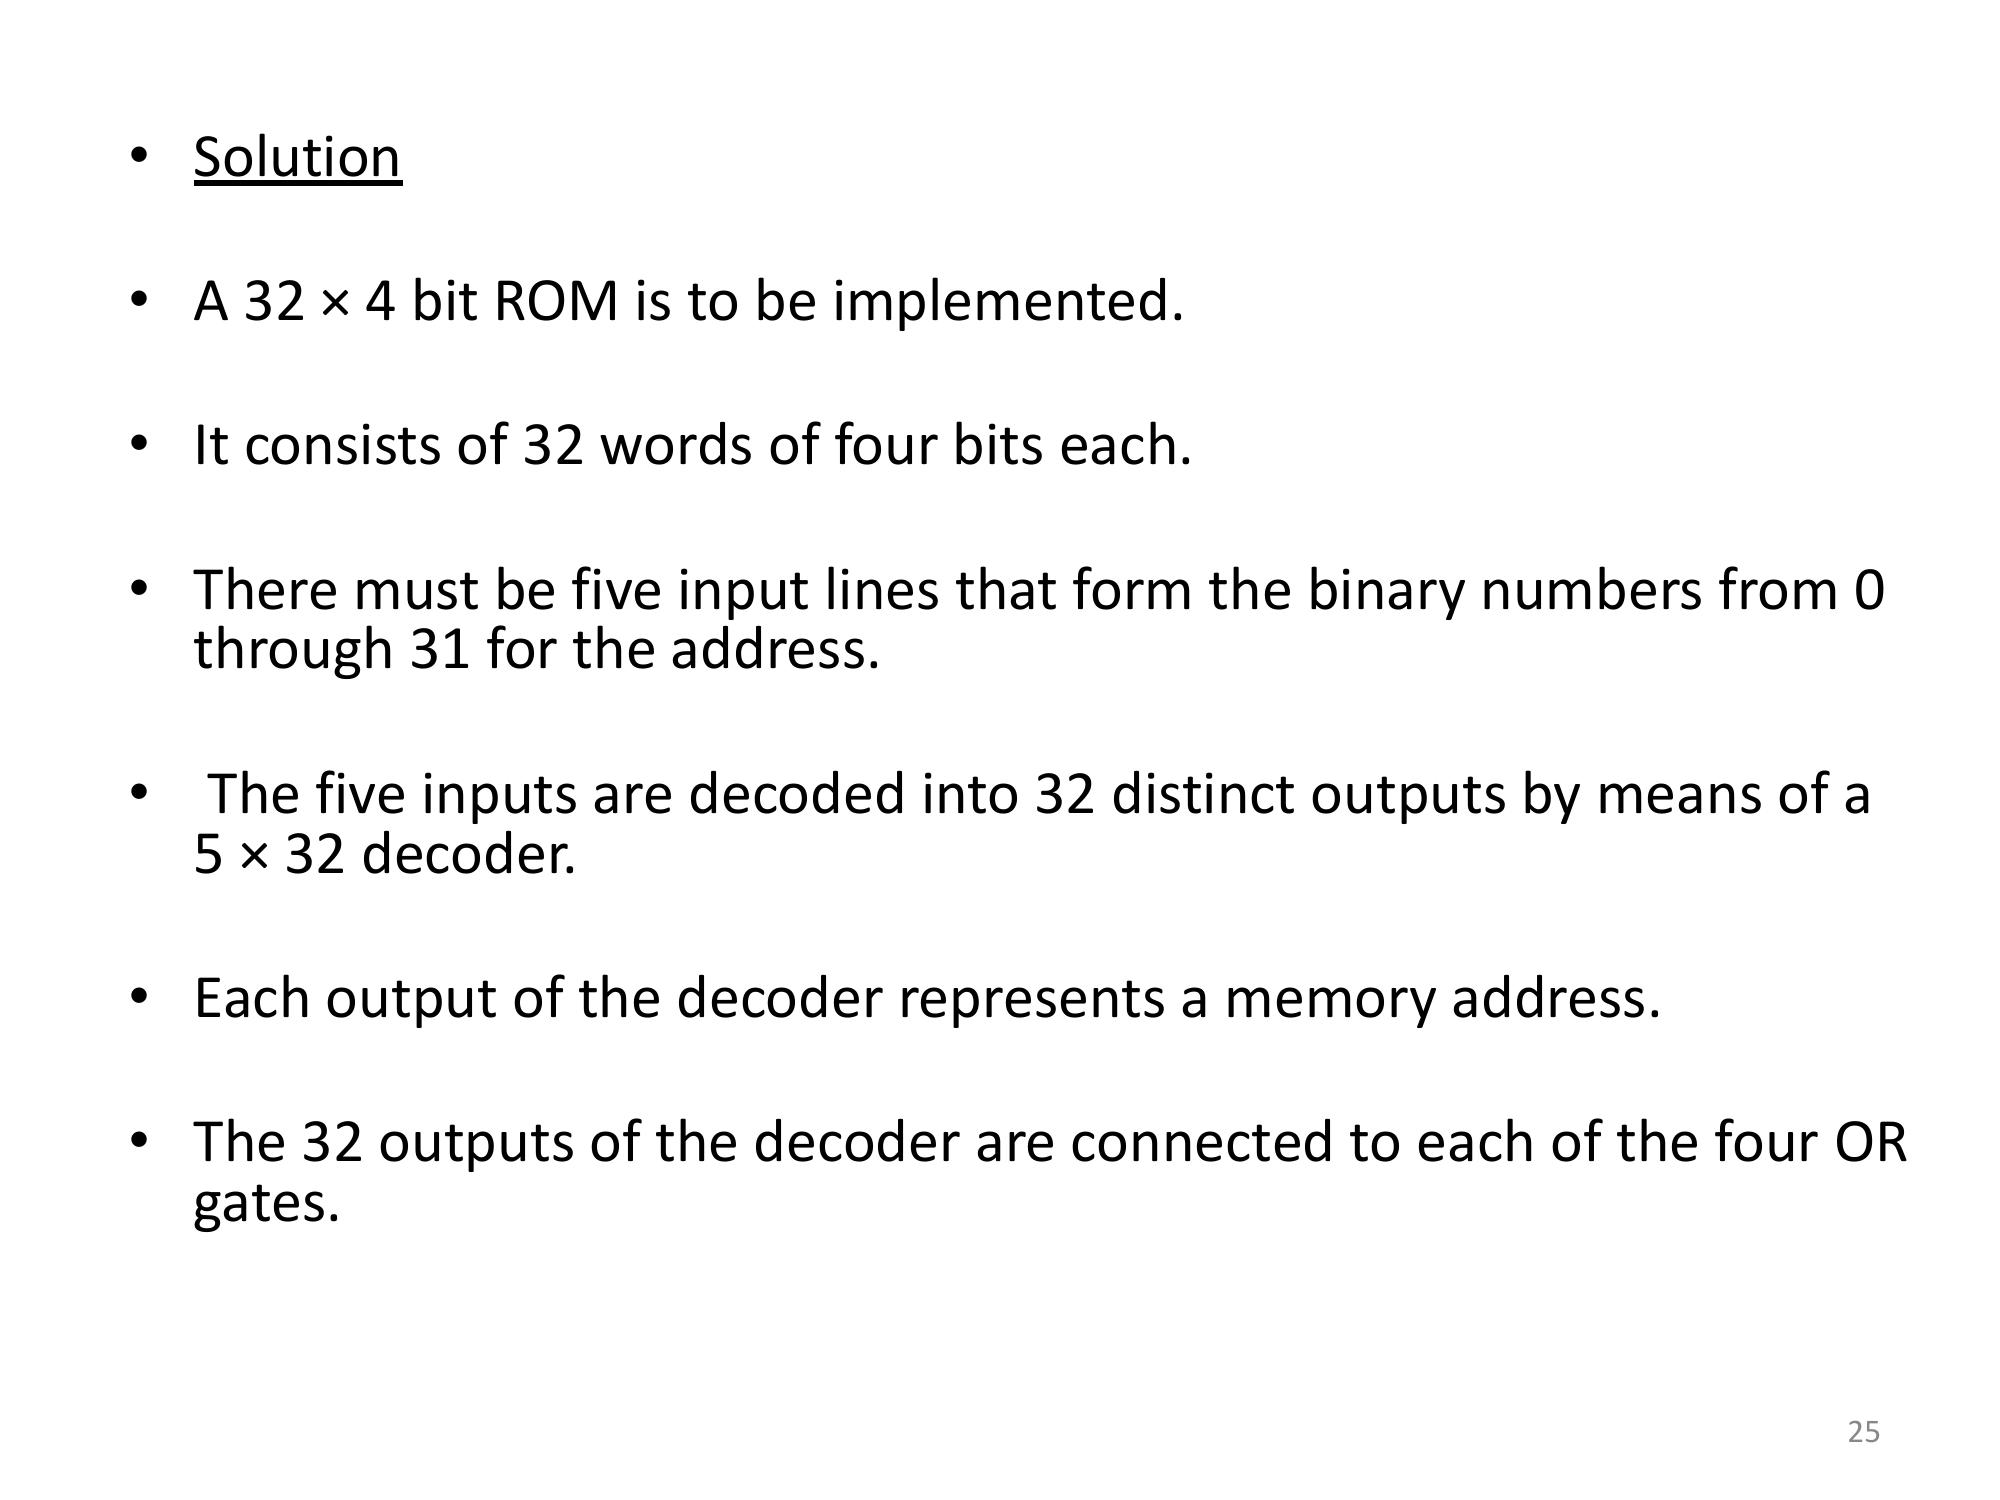 • Solution
• A 32 × 4 bit ROM is to be implemented.
• It consists of 32 words of four bits each.
• There must be five input lines that form the binary numbers from 0
through 31 for the address.
• The five inputs are decoded into 32 distinct outputs by means of a
5 × 32 decoder.
• Each output of the decoder represents a memory address.
• The 32 outputs of the decoder are connected to each of the four OR
gates.
25